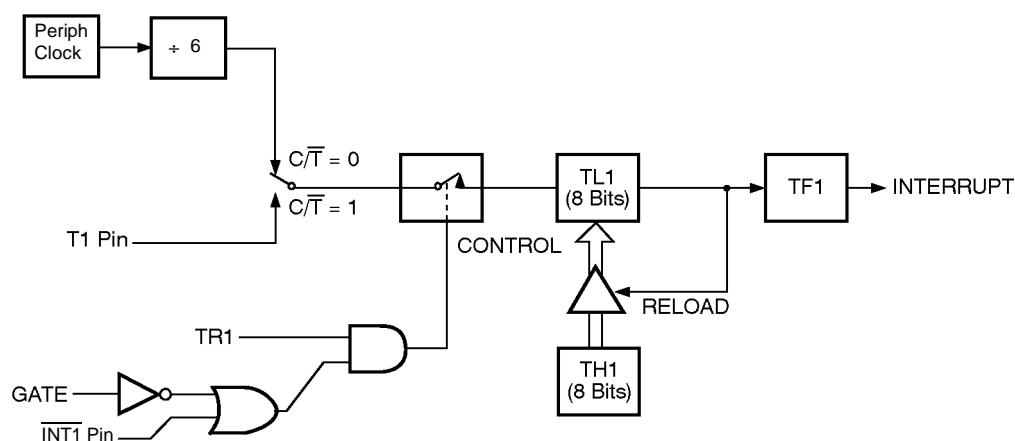 Periph
Clock
÷ 6
C/T̅ = 0
C/T̅ = 1
T1 Pin
CONTROL
TL1
(8 Bits)
TF1
INTERRUPT
RELOAD
TH1
(8 Bits)
TR1
GATE
I̅N̅T̅1̅ Pin